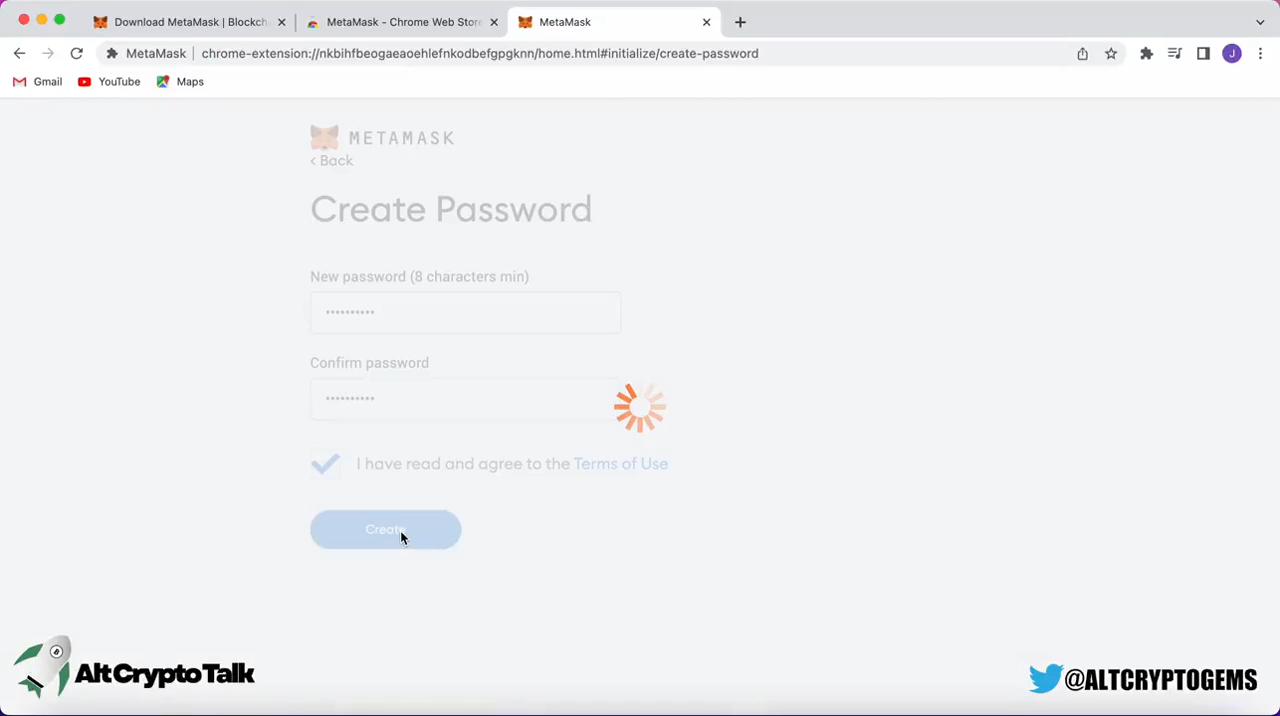 Download MetaMask | Blockch
MetaMask - Chrome Web Store
MetaMask
MetaMask
chrome-extension://nkbihfbeogaeaoehlefnkodbefgpgknn/home.html#initialize/create-password
J
Gmail
YouTube
Maps
METAMASK
< Back
Create Password
New password (8 characters min)
••••••••••
Confirm password
••••••••••
I have read and agree to the Terms of Use
Create
AltCryptoTalk
@ALTCRYPTOGEMS